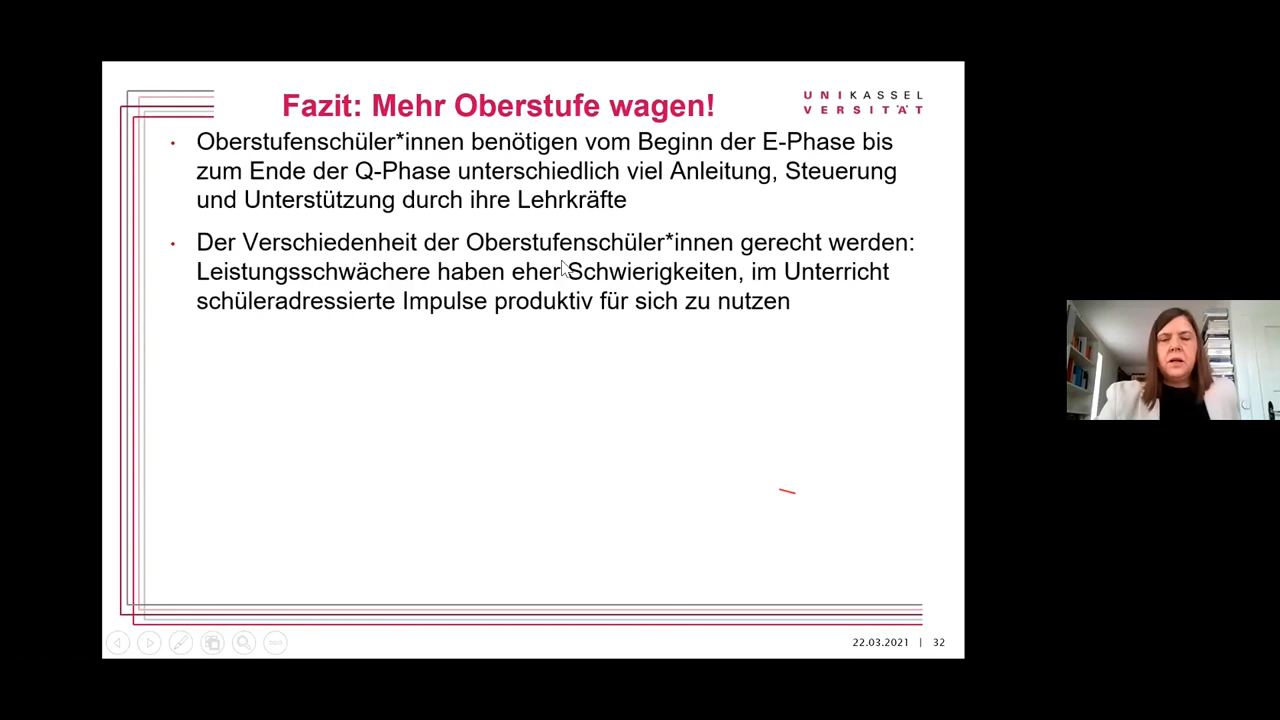 Fazit: Mehr Oberstufe wagen!
UNIKASSEL
VERSITÄT
• Oberstufenschüler*innen benötigen vom Beginn der E-Phase bis
zum Ende der Q-Phase unterschiedlich viel Anleitung, Steuerung
und Unterstützung durch ihre Lehrkräfte
• Der Verschiedenheit der Oberstufenschüler*innen gerecht werden:
Leistungsschwächere haben eher Schwierigkeiten, im Unterricht
schüleradressierte Impulse produktiv für sich zu nutzen
22.03.2021 | 32